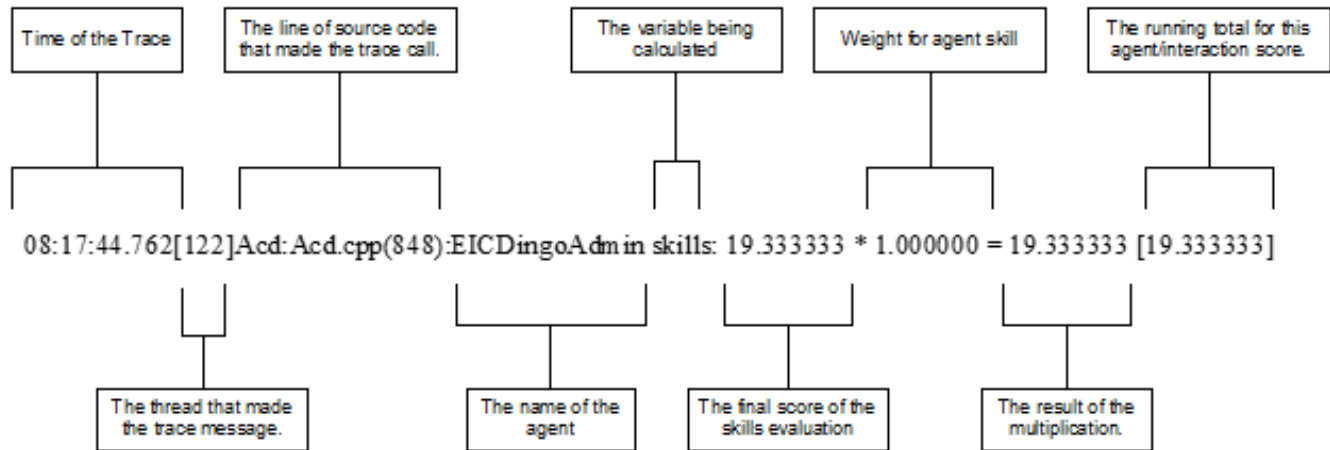 Time of the Trace
The line of source code
that made the trace call.
The variable being
calculated
Weight for agent skill
The running total for this
agent/interaction score.
08:17:44.762[122]Acd:Acd.cpp(848):EICDingoAdmin skills: 19.333333 * 1.000000 = 19.333333 [19.333333]
The thread that made
the trace message.
The name of the
agent
The final score of the
skills evaluation
The result of the
multiplication.